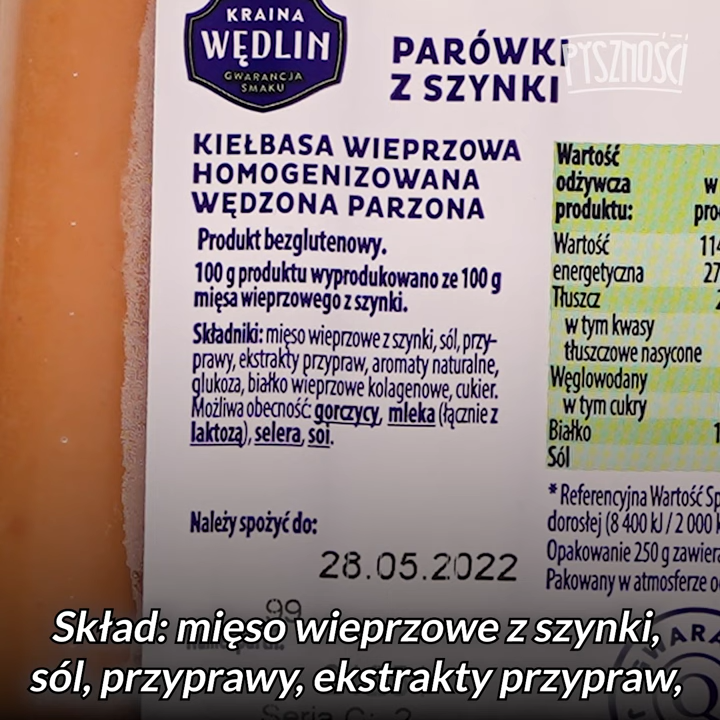 KRAINA
WĘDLIN
GWARANCJA
SMAKU
PARÓWKI
Z SZYNKI
PYSZNOŚCI
KIEŁBASA WIEPRZOWA
HOMOGENIZOWANA
WĘDZONA PARZONA
Produkt bezglutenowy.
100 g produktu wyprodukowano ze 100 g
mięsa wieprzowego z szynki.
Składniki: mięso wieprzowe z szynki, sól, przy-
prawy, ekstrakty przypraw, aromaty naturalne,
glukoza, białko wieprzowe kolagenowe, cukier.
Możliwa obecność gorczycy, mleka (łącznie z
laktozą), selera, soi.
Należy spożyć do:
28.05.2022
99
Wartość
odżywcza w
produktu:
Wartość
energetyczna
Tłuszcz
w tym kwasy
tłuszczowe nasycone
Węglowodany
w tym cukry
Białko
Sól
* Referencyjna Wartość
dorosłej (8 400 kJ / 2 000
Opakowanie 250 g
Pakowany w atmosferze
Skład: mięso wieprzowe z szynki,
sól, przyprawy, ekstrakty przypraw,